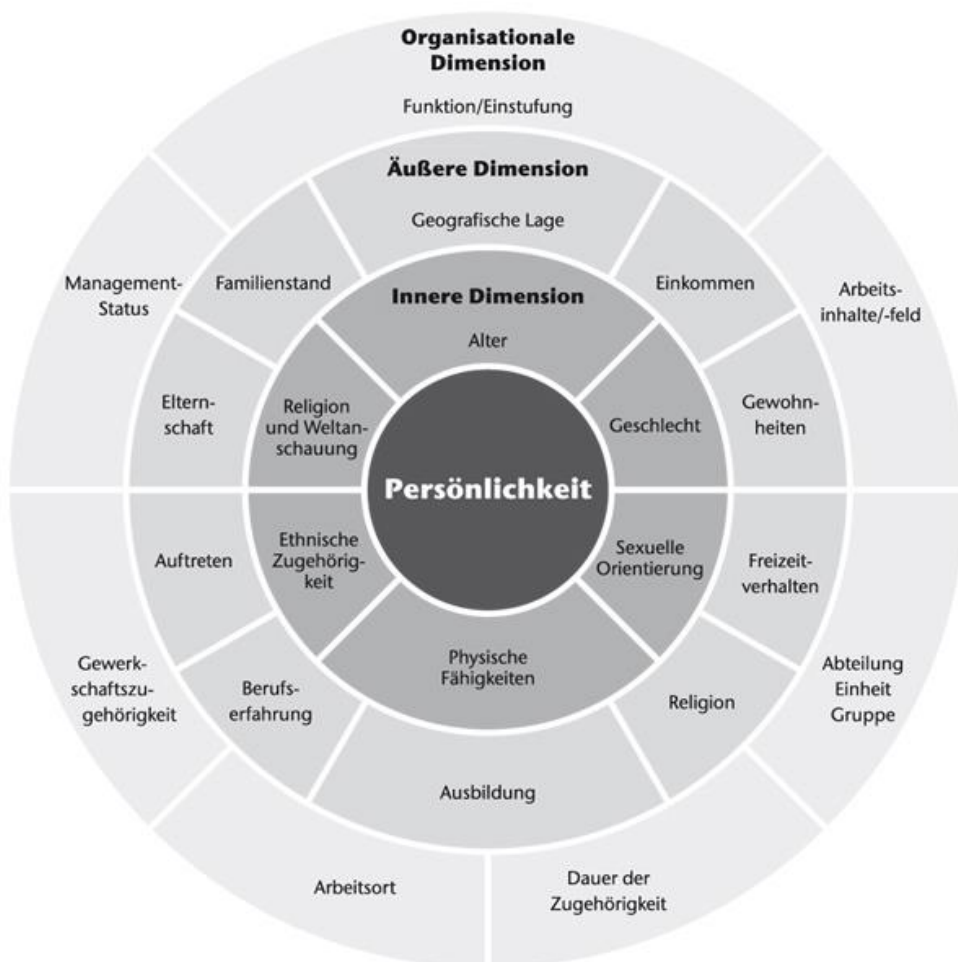 Organisationale
Dimension
Funktion/Einstufung
Äußere Dimension
Geografische Lage
Management-
Status
Familienstand
Innere Dimension
Alter
Einkommen
Arbeits-
inhalte/-feld
Eltern-
schaft
Religion
und Weltan-
schauung
Persönlichkeit
Geschlecht
Gewohn-
heiten
Auftreten
Ethnische
Zugehörig-
keit
Sexuelle
Orientierung
Freizeit-
verhalten
Gewerk-
schaftszu-
gehörigkeit
Berufs-
erfahrung
Physische
Fähigkeiten
Religion
Abteilung
Einheit
Gruppe
Ausbildung
Arbeitsort
Dauer der
Zugehörigkeit